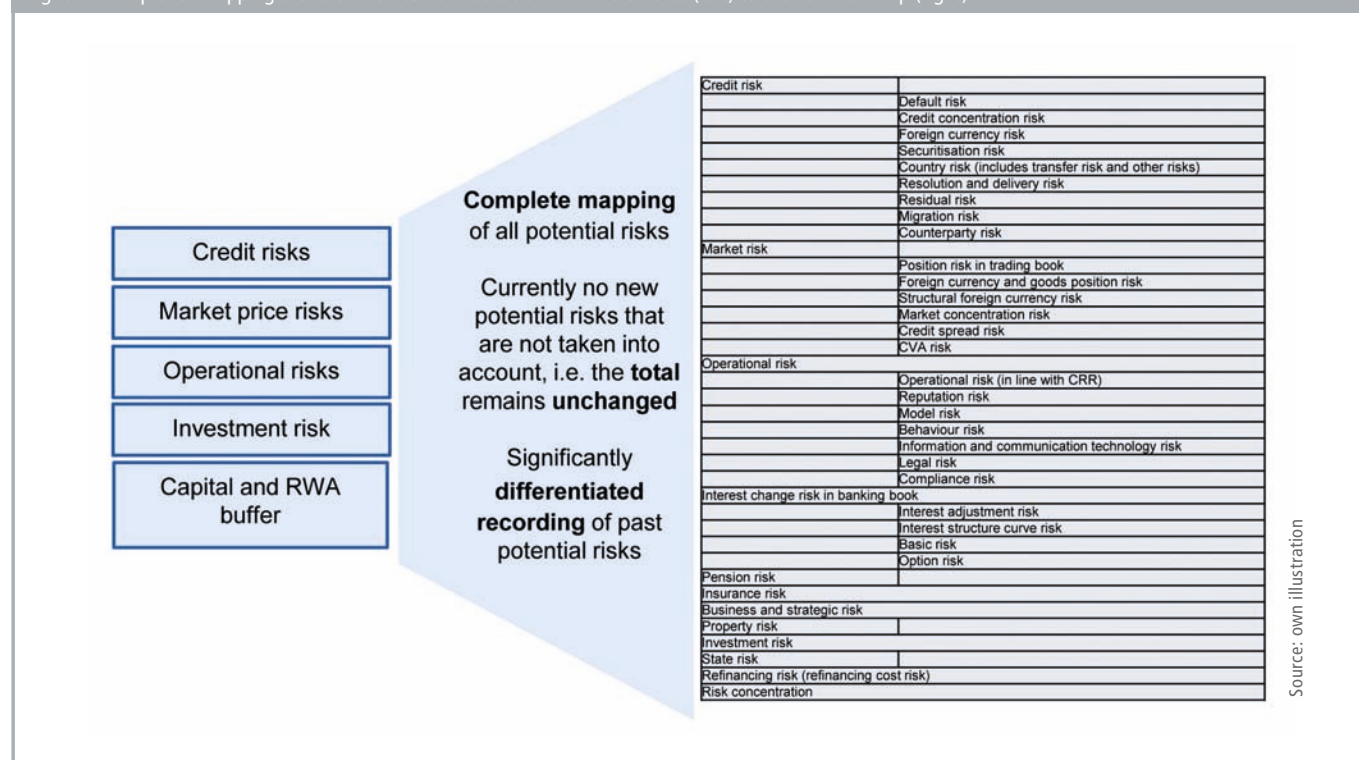 Credit risks
Market price risks
Operational risks
Investment risk
Capital and RWA
buffer
Complete mapping
of all potential risks
Currently no new
potential risks that
are not taken into
account, i.e. the total
remains unchanged
Significantly
differentiated
recording of past
potential risks
Credit risk
Default risk
Credit concentration risk
Foreign currency risk
Securitisation risk
Country risk (includes transfer risk and other risks)
Resolution and delivery risk
Residual risk
Migration risk
Counterparty risk
Market risk
Position risk in trading book
Foreign currency and goods position risk
Structural foreign currency risk
Market concentration risk
Credit spread risk
CVA risk
Operational risk
Operational risk (in line with CRR)
Reputation risk
Model risk
Behaviour risk
Information and communication technology risk
Legal risk
Compliance risk
Interest change risk in banking book
Interest adjustment risk
Interest structure curve risk
Basic risk
Option risk
Pension risk
Insurance risk
Business and strategic risk
Property risk
Investment risk
State risk
Refinancing risk (refinancing cost risk)
Risk concentration
Source: own illustration